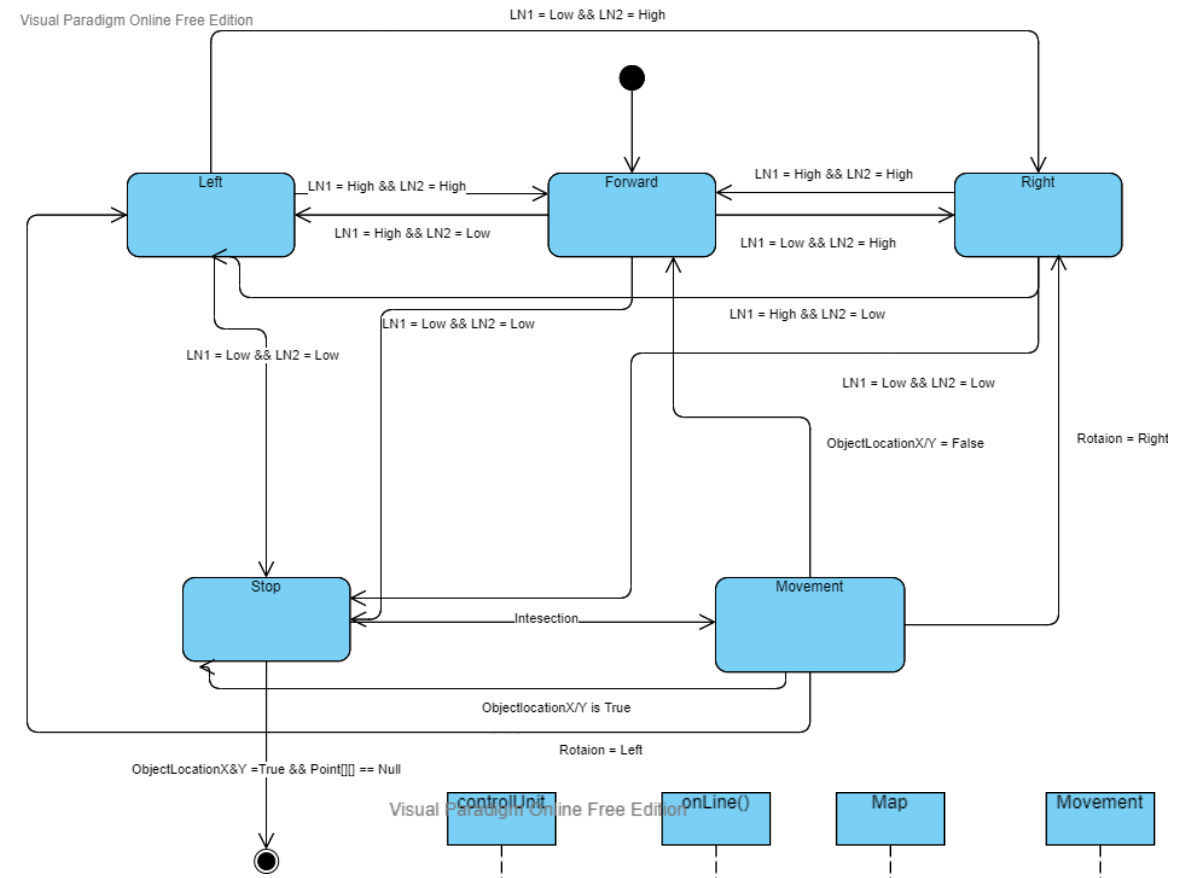 Visual Paradigm Online Free Edition
LN1 = Low && LN2 = High
Left
Forward
Right
LN1 = High && LN2 = High
LN1 = High && LN2 = High
LN1 = High && LN2 = Low
LN1 = Low && LN2 = High
LN1 = Low && LN2 = Low
LN1 = High && LN2 = Low
LN1 = Low && LN2 = Low
LN1 = Low && LN2 = Low
ObjectLocationX/Y = False
Rotaion = Right
Stop
Movement
Intesection
ObjectlocationX/Y is True
Rotaion = Left
ObjectLocationX&Y =True && Point[][] == Null
Visual Paradigm Online Free Edition
controlUnit
onLine()
Map
Movement